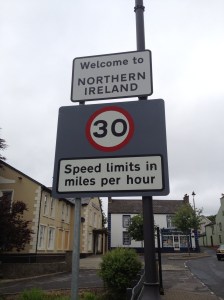 Welcome to
NORTHERN
IRELAND
30
Speed limits in
miles per hour